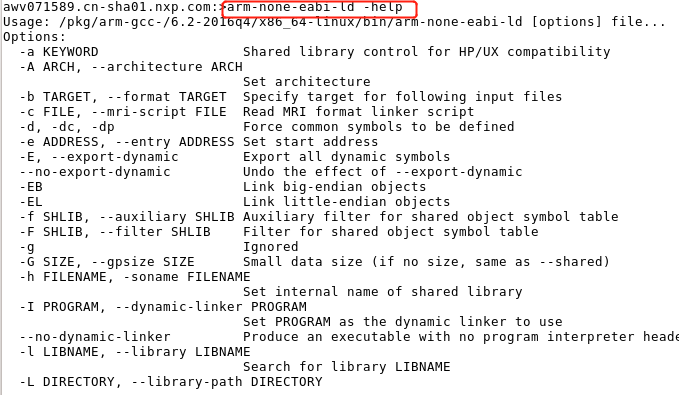 awv071589.cn-sha01.nxp.com:>arm-none-eabi-ld -help
Usage: /pkg/arm-gcc-/6.2-2016q4/x86_64-linux/bin/arm-none-eabi-ld [options] file...
Options:
  -a KEYWORD                  Shared library control for HP/UX compatibility
  -A ARCH, --architecture ARCH
                              Set architecture
  -b TARGET, --format TARGET  Specify target for following input files
  -c FILE, --mri-script FILE  Read MRI format linker script
  -d, -dc, -dp                Force common symbols to be defined
  -e ADDRESS, --entry ADDRESS Set start address
  -E, --export-dynamic        Export all dynamic symbols
  --no-export-dynamic         Undo the effect of --export-dynamic
  -EB                         Link big-endian objects
  -EL                         Link little-endian objects
  -f SHLIB, --auxiliary SHLIB Auxiliary filter for shared object symbol table
  -F SHLIB, --filter SHLIB    Filter for shared object symbol table
  -g                          Ignored
  -G SIZE, --gpsize SIZE      Small data size (if no size, same as --shared)
  -h FILENAME, -soname FILENAME
                              Set internal name of shared library
  -I PROGRAM, --dynamic-linker PROGRAM
                              Set PROGRAM as the dynamic linker to use
  --no-dynamic-linker         Produce an executable with no program interpreter heade
  -l LIBNAME, --library LIBNAME
                              Search for library LIBNAME
  -L DIRECTORY, --library-path DIRECTORY